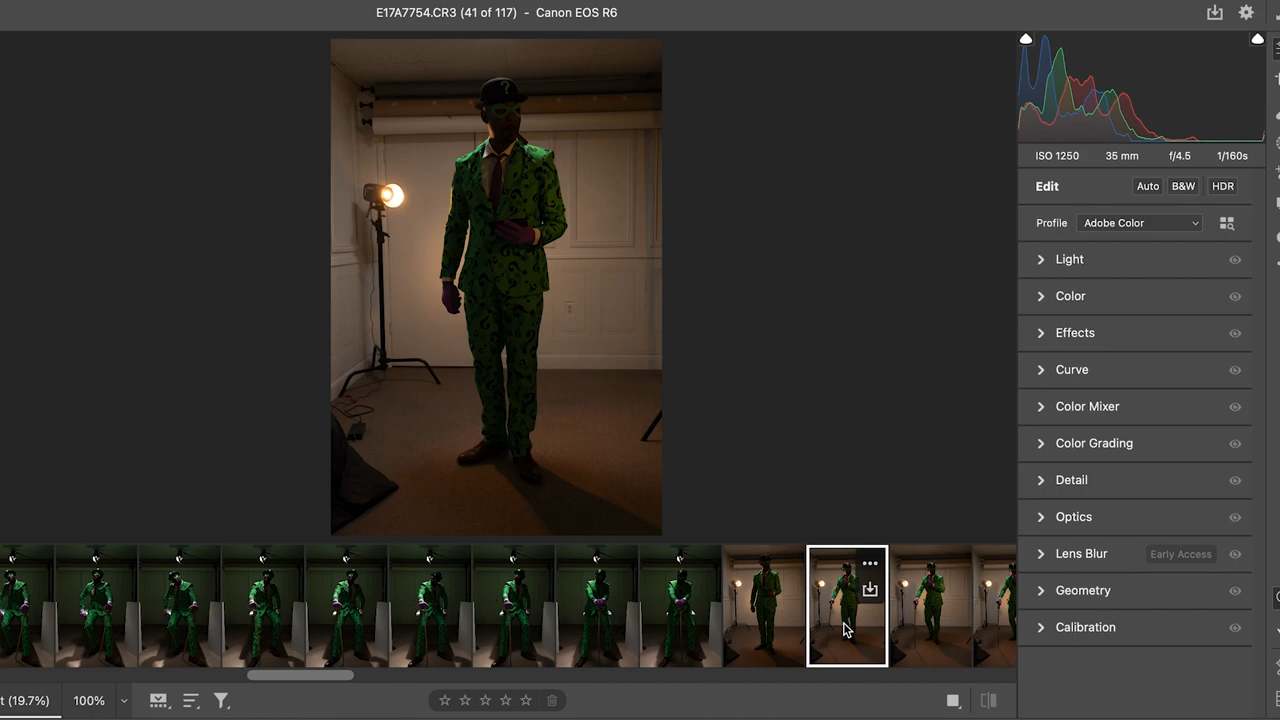 E17A7754.CR3 (41 of 117) - Canon EOS R6
?
ISO 1250 35 mm f/4.5 1/160s
Edit Auto B&W HDR
Profile Adobe Color
Light
Color
Effects
Curve
Color Mixer
Color Grading
Detail
Optics
Lens Blur Early Access
Geometry
Calibration
t (19.7%) 100%